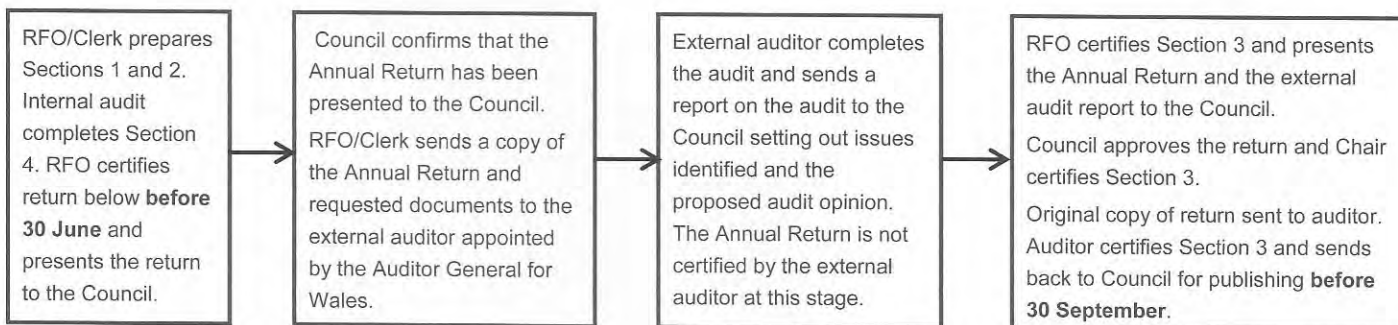 RFO/Clerk prepares
Sections 1 and 2.
Internal audit
completes Section
4. RFO certifies
return below before
30 June and
presents the return
to the Council.
Council confirms that the
Annual Return has been
presented to the Council.
RFO/Clerk sends a copy of
the Annual Return and
requested documents to the
external auditor appointed
by the Auditor General for
Wales.
External auditor completes
the audit and sends a
report on the audit to the
Council setting out issues
identified and the
proposed audit opinion.
The Annual Return is not
certified by the external
auditor at this stage.
RFO certifies Section 3 and presents
the Annual Return and the external
audit report to the Council.
Council approves the return and Chair
certifies Section 3.
Original copy of return sent to auditor.
Auditor certifies Section 3 and sends
back to Council for publishing before
30 September.